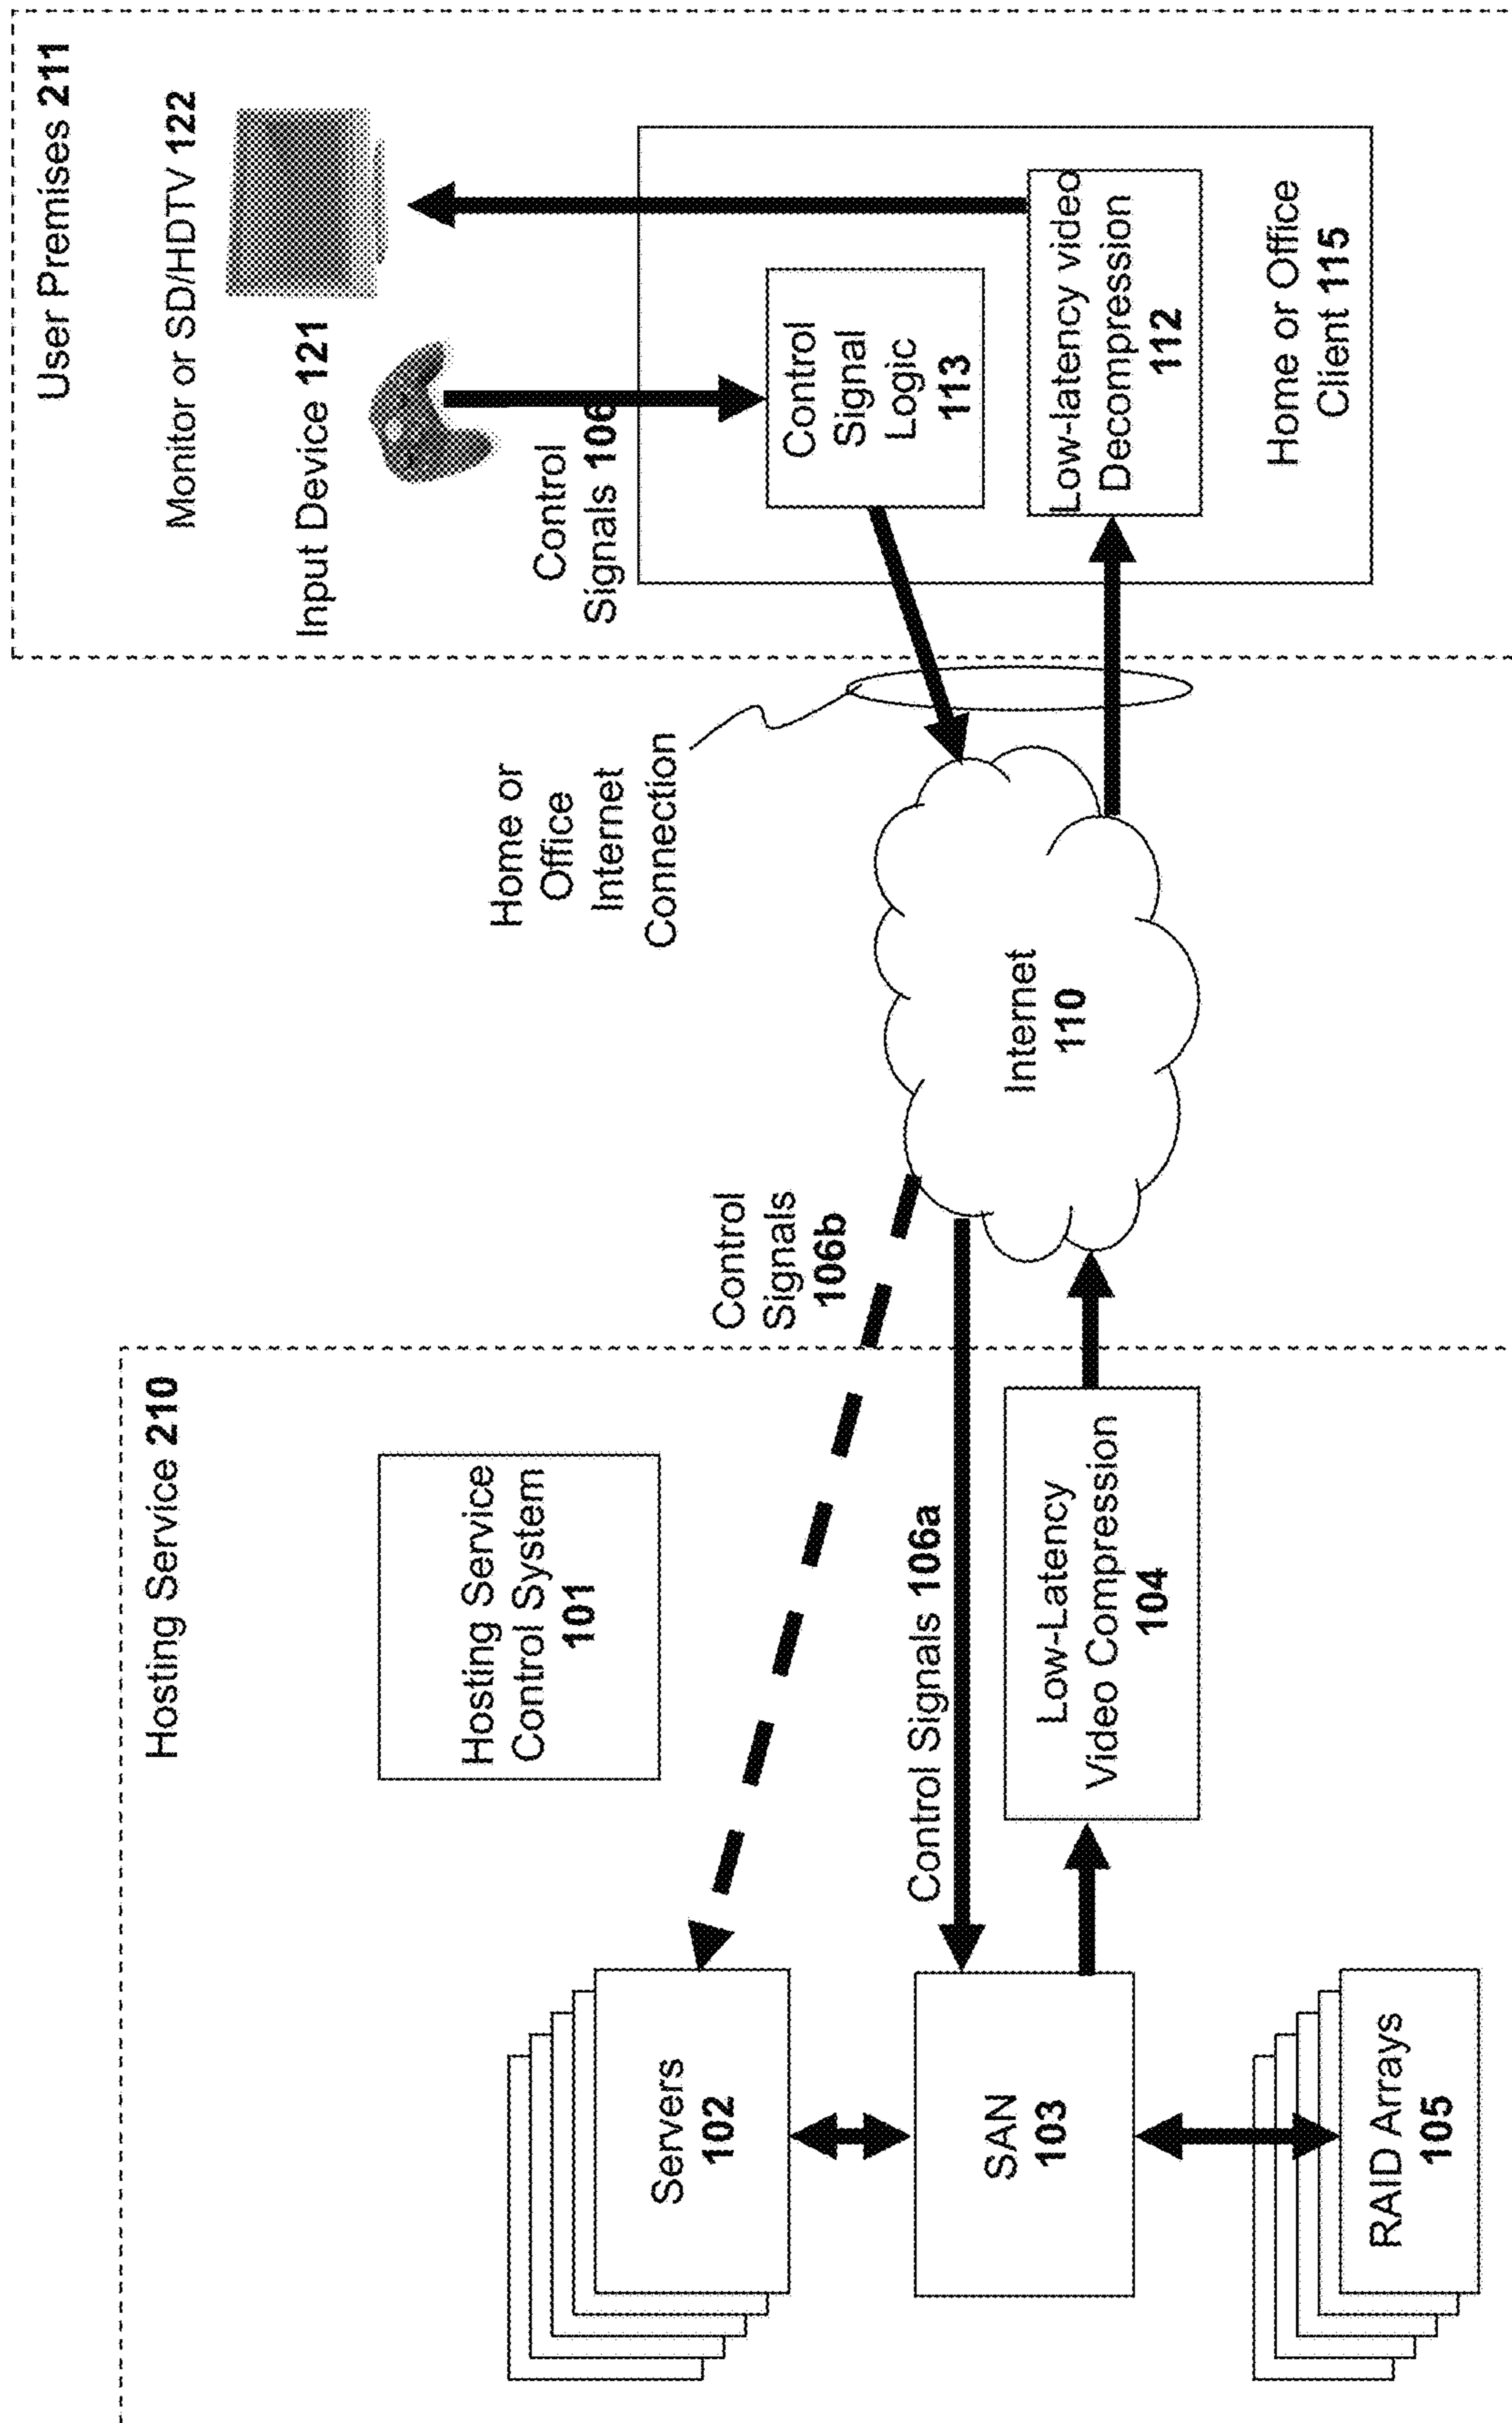 Hosting Service 210
Hosting Service
Control System
101
Servers
102
SAN
103
RAID Arrays
105
Control Signals 106a
Low-Latency
Video Compression
104
Control
Signals
106b
Internet
110
Home or
Office
Internet
Connection
User Premises 211
Monitor or SD/HDTV 122
Input Device 121
Control
Signals 106
Control
Signal
Logic
113
Low-latency video
Decompression
112
Home or Office
Client 115